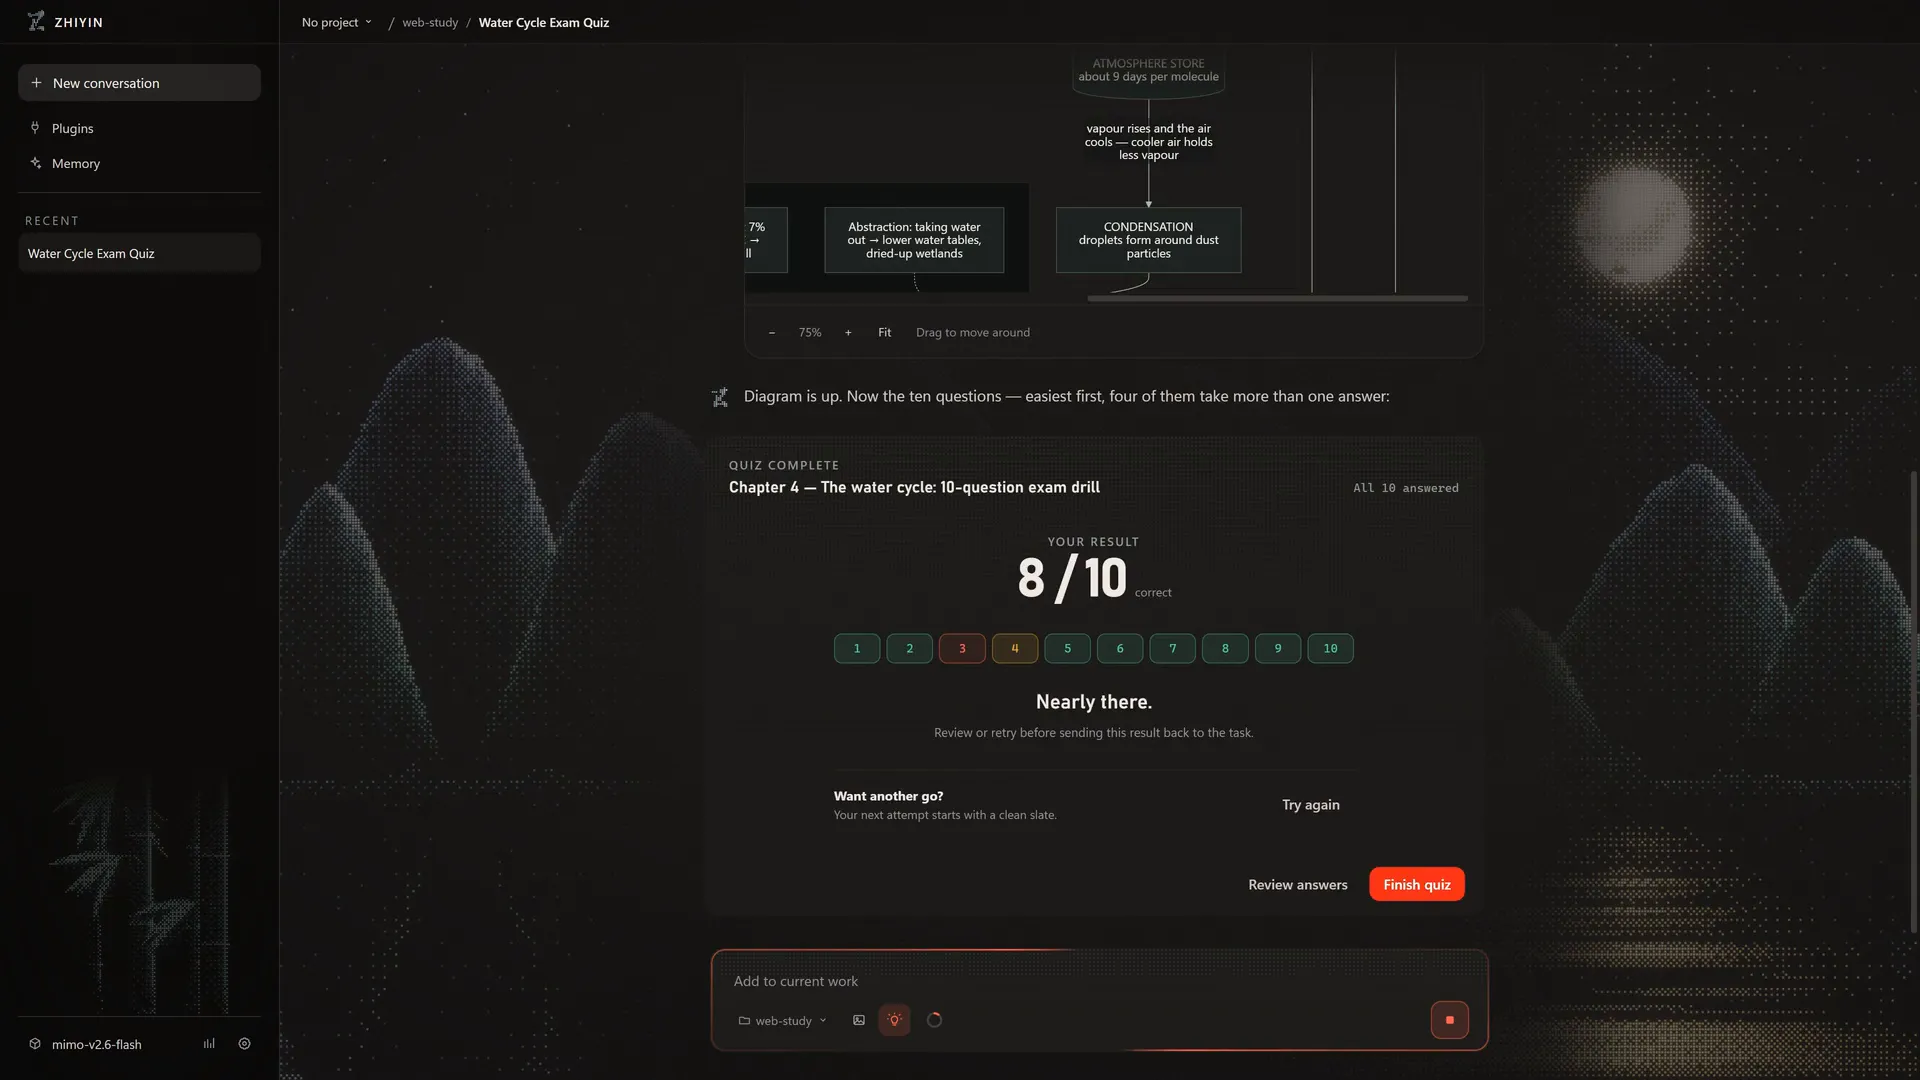 ZHIYIN
New conversation
Plugins
Memory
RECENT
Water Cycle Exam Quiz
mimo-v2.6-flash
No project / web-study / Water Cycle Exam Quiz
ATMOSPHERE STORE
about 9 days per molecule
vapour rises and the air
cools — cooler air holds
less vapour
7%
→
ll
Abstraction: taking water
out → lower water tables,
dried-up wetlands
CONDENSATION
droplets form around dust
particles
− 75% + Fit Drag to move around
Diagram is up. Now the ten questions — easiest first, four of them take more than one answer:
QUIZ COMPLETE
Chapter 4 — The water cycle: 10-question exam drill
All 10 answered
YOUR RESULT
8 / 10 correct
1 2 3 4 5 6 7 8 9 10
Nearly there.
Review or retry before sending this result back to the task.
Want another go?
Your next attempt starts with a clean slate.
Try again
Review answers
Finish quiz
Add to current work
web-study